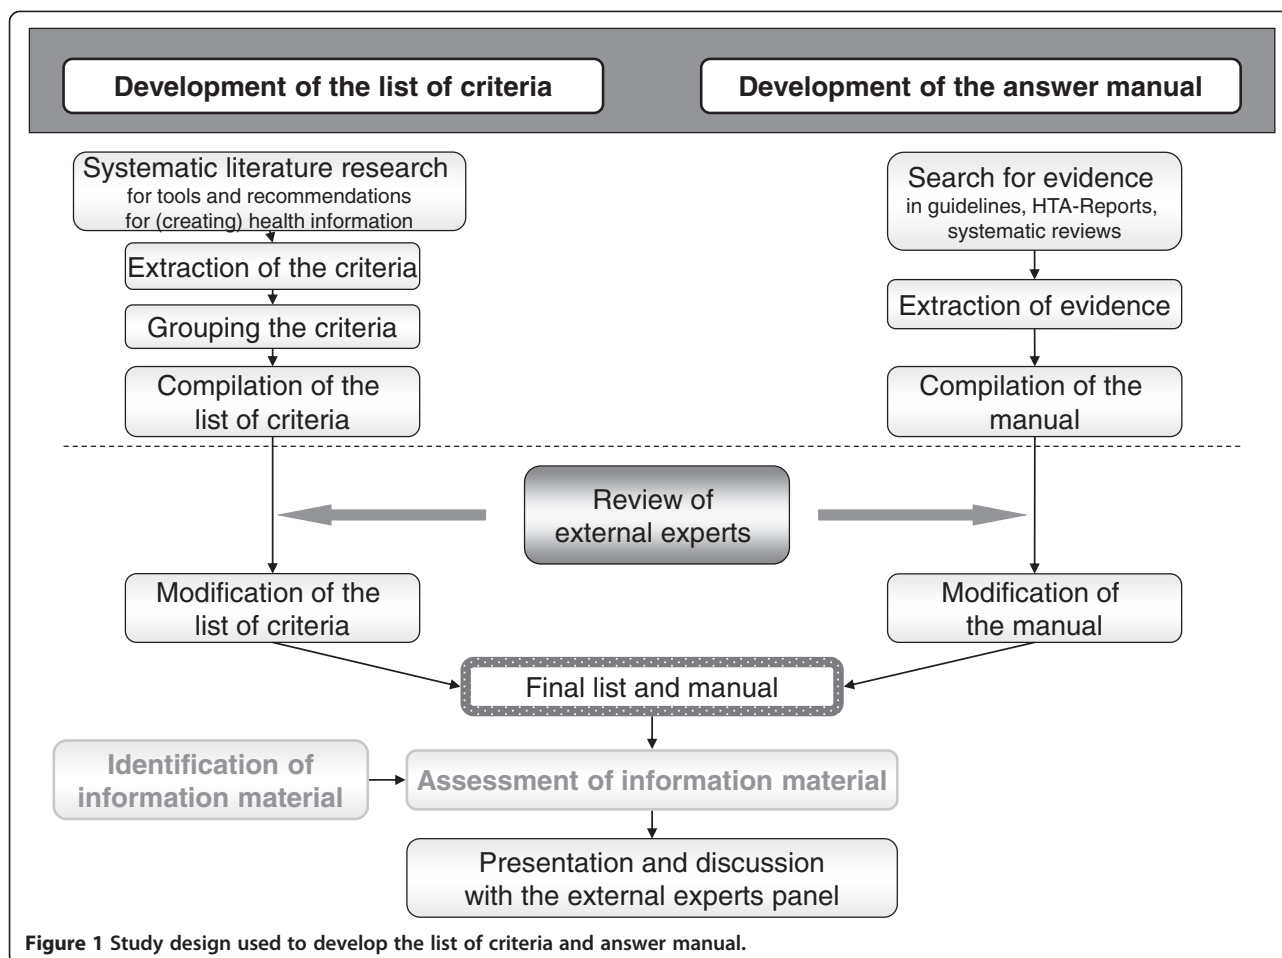 Development of the list of criteria
Development of the answer manual
Systematic literature research
for tools and recommendations
for (creating) health information
Extraction of the criteria
Grouping the criteria
Compilation of the
list of criteria
Search for evidence
in guidelines, HTA-Reports,
systematic reviews
Extraction of evidence
Compilation of the
manual
Review of
external experts
Modification of the
list of criteria
Modification of
the manual
Final list and manual
Identification of
information material
Assessment of information material
Presentation and discussion
with the external experts panel
Figure 1 Study design used to develop the list of criteria and answer manual.